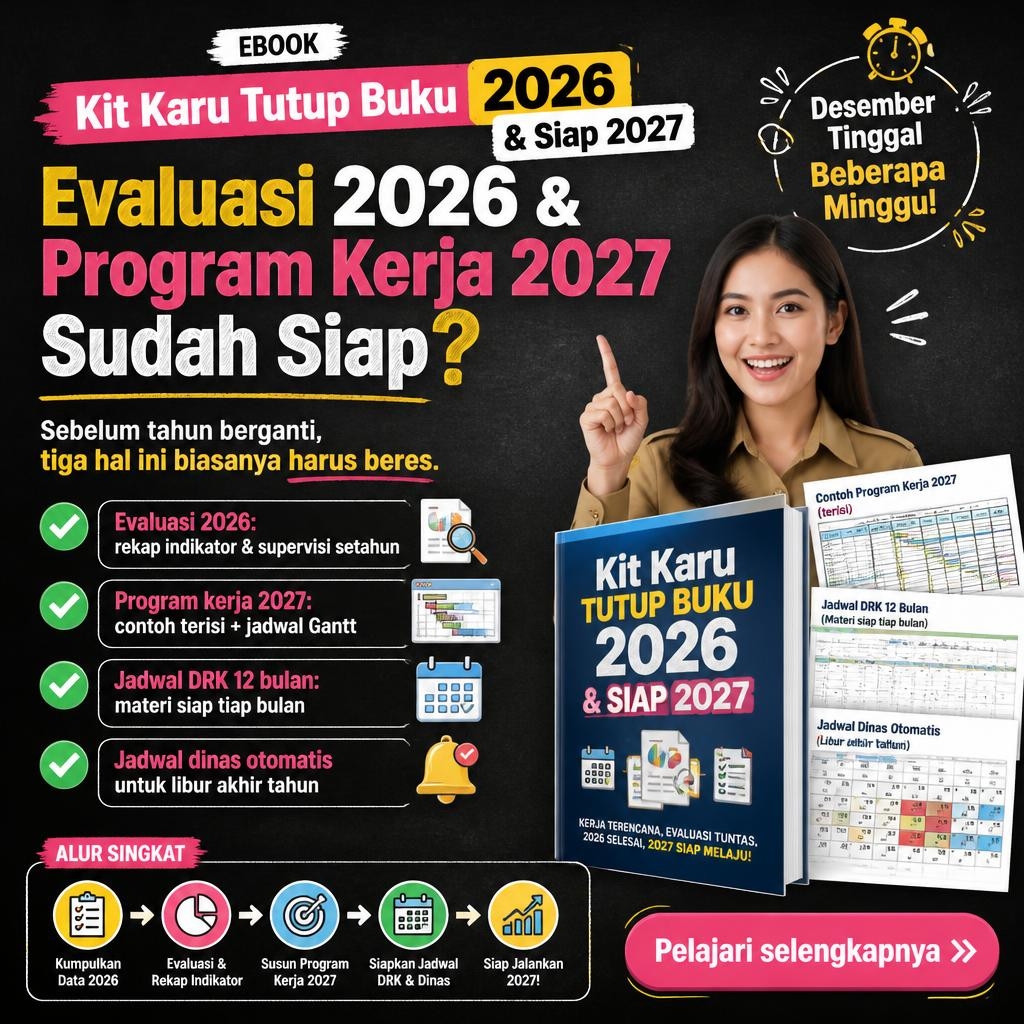 EBOOK
Kit Karu Tutup Buku 2026
& Siap 2027
Desember
Tinggal
Beberapa
Minggu!
Evaluasi 2026 &
Program Kerja 2027
Sudah Siap?
Sebelum tahun berganti,
tiga hal ini biasanya harus beres.
Evaluasi 2026:
rekap indikator & supervisi setahun
Program kerja 2027:
contoh terisi + jadwal Gantt
Jadwal DRK 12 bulan:
materi siap tiap bulan
Jadwal dinas otomatis
untuk libur akhir tahun
Kit Karu
TUTUP BUKU
2026
& SIAP 2027
KERJA TERENCANA, EVALUASI TUNTAS,
2026 SELESAI, 2027 SIAP MELAJU!
Contoh Program Kerja 2027
(terisi)
Jadwal DRK 12 Bulan
(Materi siap tiap bulan)
Jadwal Dinas Otomatis
ALUR SINGKAT
Kumpulkan
Data 2026
Evaluasi &
Rekap Indikator
Susun Program
Kerja 2027
Siapkan Jadwal
DRK & Dinas
Siap Jalankan
2027!
Pelajari selengkapnya »